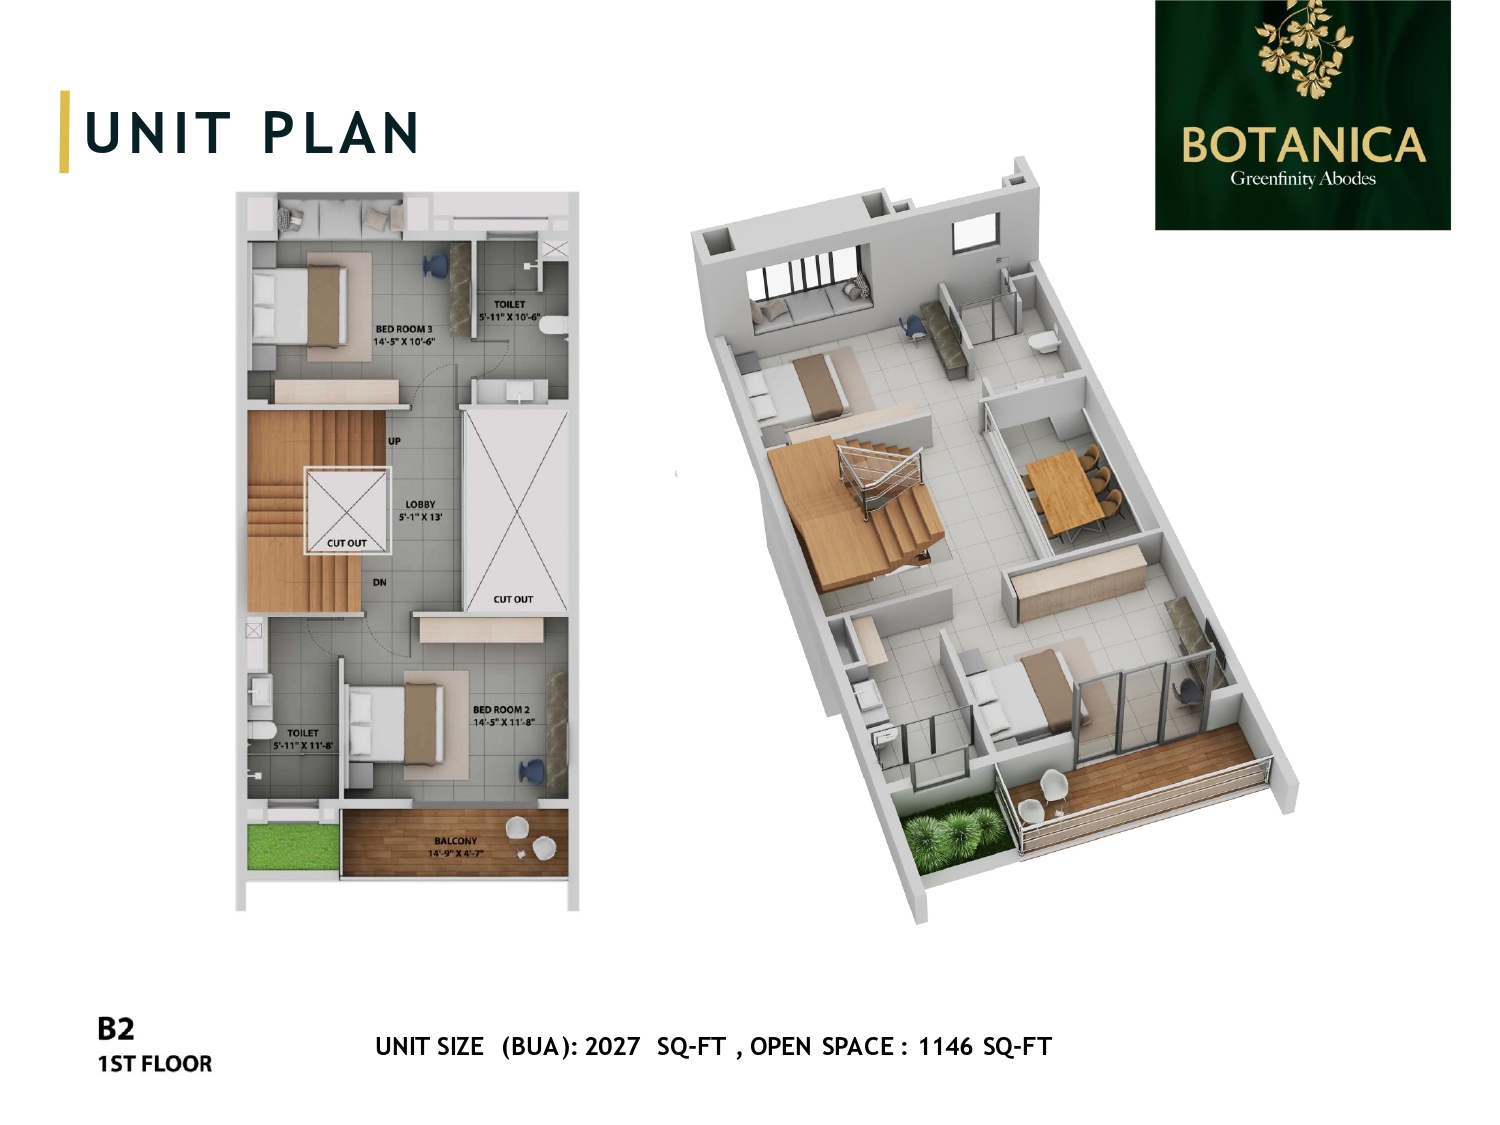 BOTANICA
Greenfinity Abodes
UNIT PLAN
TOILET
5'-11" X 10'-6"
BED ROOM 3
14'-5" X 10'-6"
UP
LOBBY
5'-1" X 13'
CUT OUT
DN
CUT OUT
BED ROOM 2
14'-5" X 11'-8"
TOILET
5'-11" X 11'-8'
BALCONY
14'-9" X 4'-7"
B2
1ST FLOOR
UNIT SIZE (BUA): 2027 SQ-FT , OPEN SPACE : 1146 SQ-FT